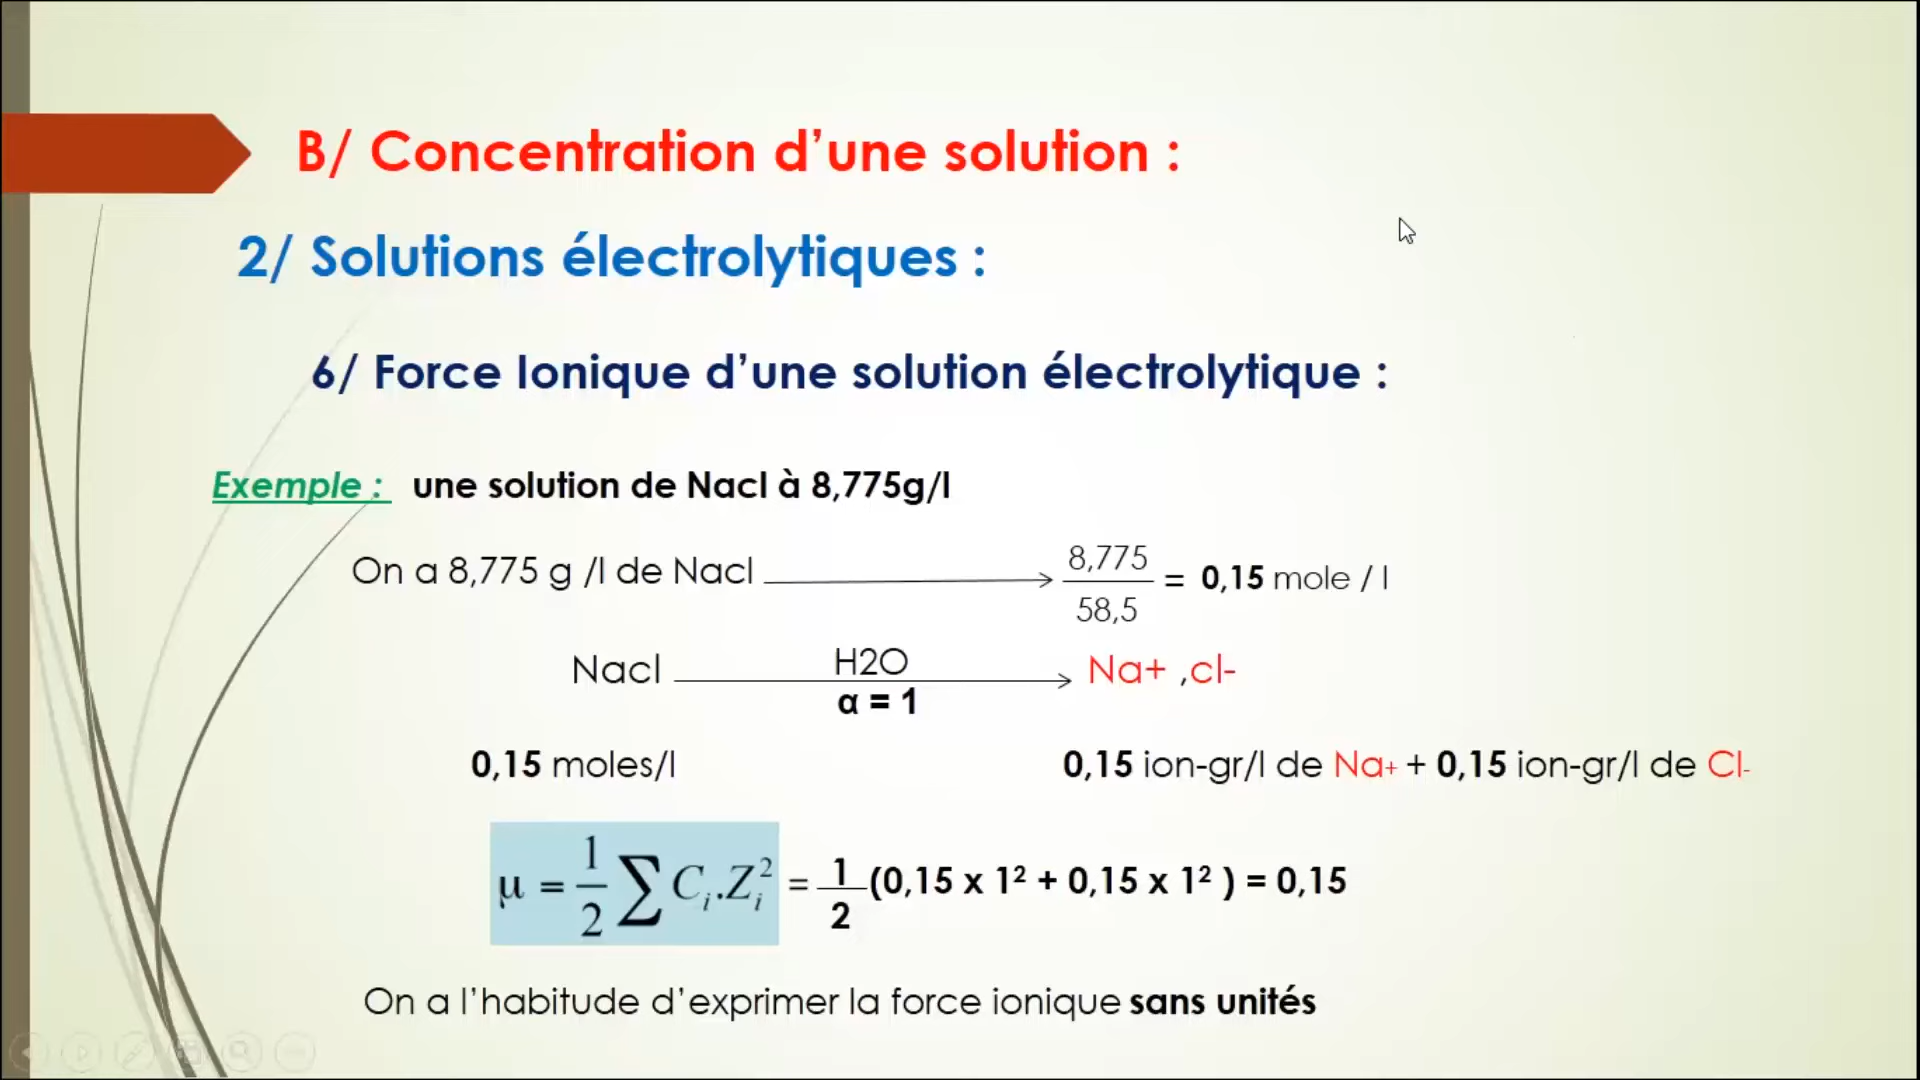 B/ Concentration d’une solution :
2/ Solutions électrolytiques :
6/ Force Ionique d’une solution électrolytique :
Exemple : une solution de Nacl à 8,775g/l
On a 8,775 g /l de Nacl ⟶ 8,775 / 58,5 = 0,15 mole / l
Nacl ⟶ Na+ ,cl-
H2O
α = 1
0,15 moles/l 0,15 ion-gr/l de Na+ + 0,15 ion-gr/l de Cl-
μ = 1/2 ∑ Ci.Zi² = 1/2 (0,15 x 1² + 0,15 x 1² ) = 0,15
On a l’habitude d’exprimer la force ionique sans unités